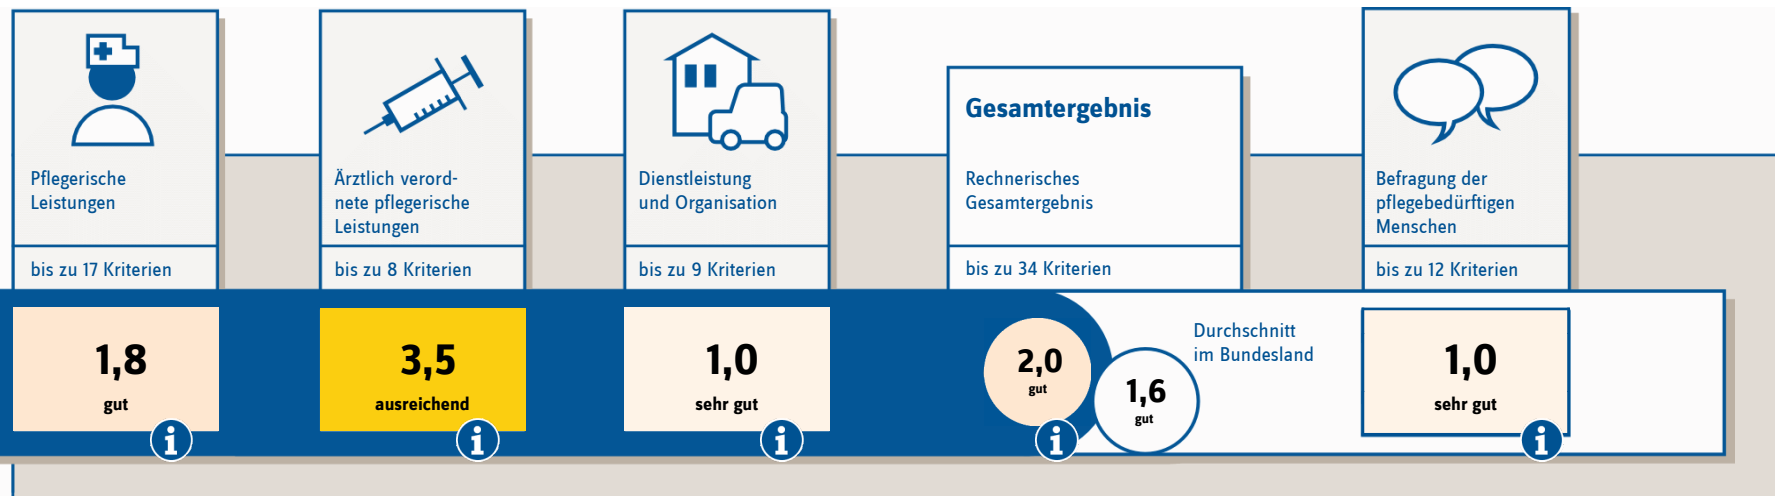 Pflegerische
Leistungen
bis zu 17 Kriterien
1,8
gut
i
Ärztlich verord-
nete pflegerische
Leistungen
bis zu 8 Kriterien
3,5
ausreichend
i
Dienstleistung
und Organisation
bis zu 9 Kriterien
1,0
sehr gut
i
Gesamtergebnis
Rechnerisches
Gesamtergebnis
bis zu 34 Kriterien
2,0
gut
i
Durchschnitt
im Bundesland
1,6
gut
Befragung der
pflegebedürftigen
Menschen
bis zu 12 Kriterien
1,0
sehr gut
i